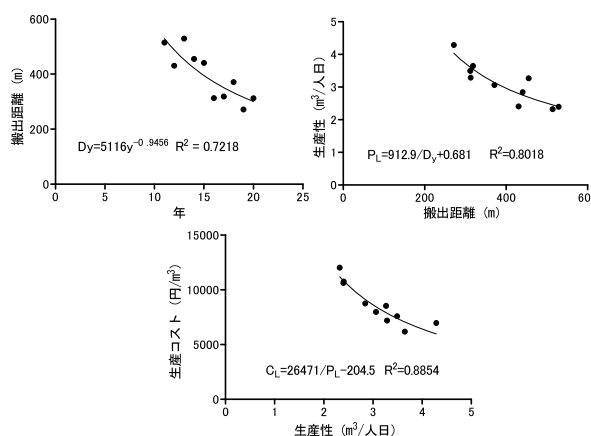 600
400
200
0
搬出距離 (m)
Dy=5116y⁻⁰ ·⁹⁴⁵⁶ R² = 0.7218
0 5 10 15 20 25
年
5
4
3
2
1
0
生産性 (m³/人日)
P_L=912.9/D_y+0.681 R²=0.8018
0 200 400 60
搬出距離 (m)
15000
10000
5000
0
生産コスト (円/m³)
C_L=26471/P_L−204.5 R²=0.8854
0 1 2 3 4 5
生産性 (m³/人日)